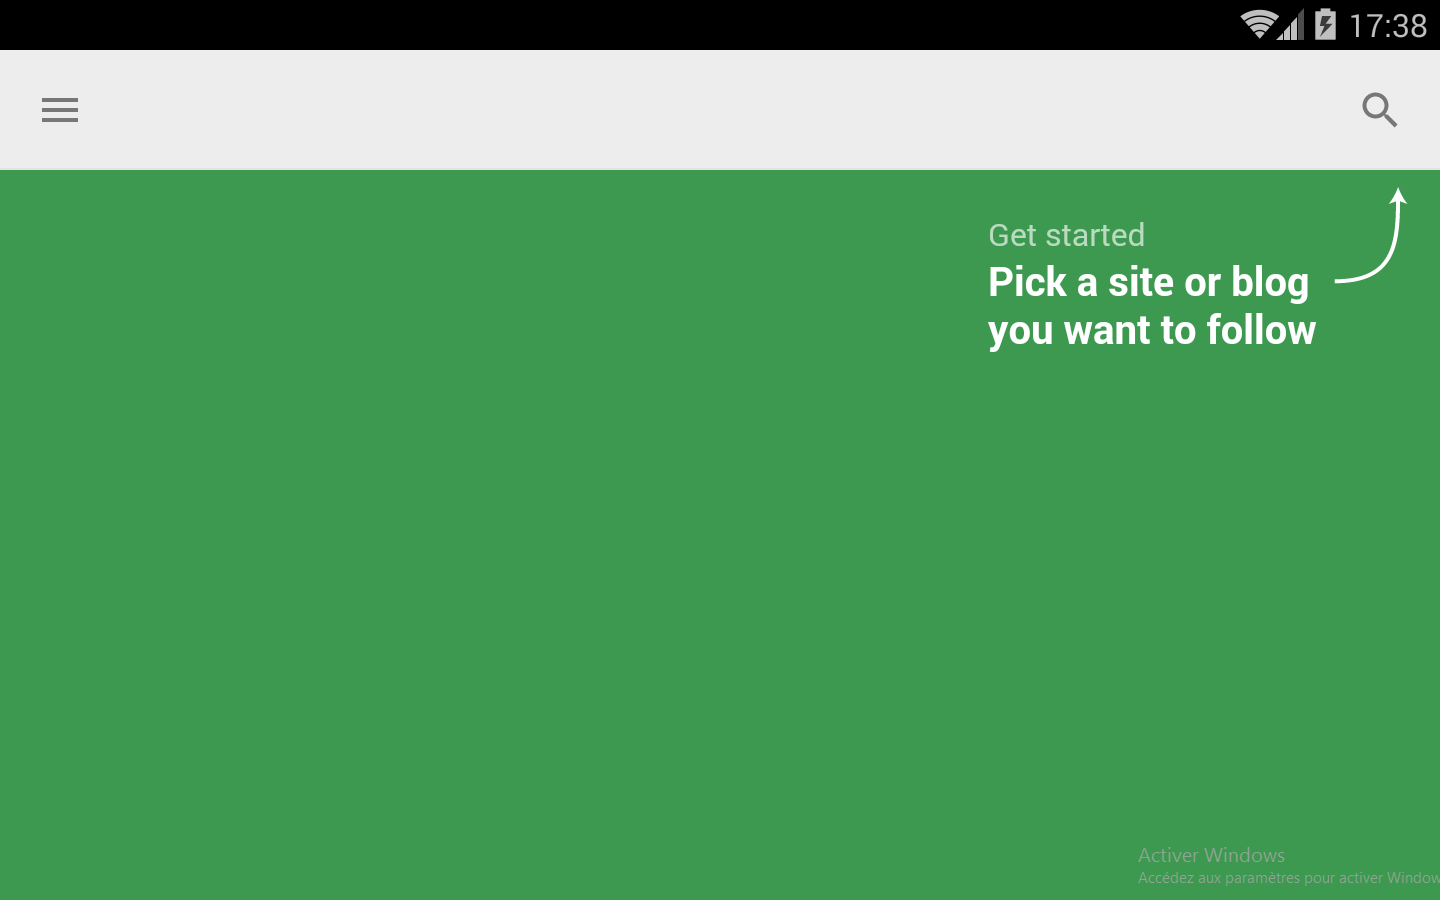 17:38
Get started
Pick a site or blog
you want to follow
Activer Windows
Accédez aux paramètres pour activer Window